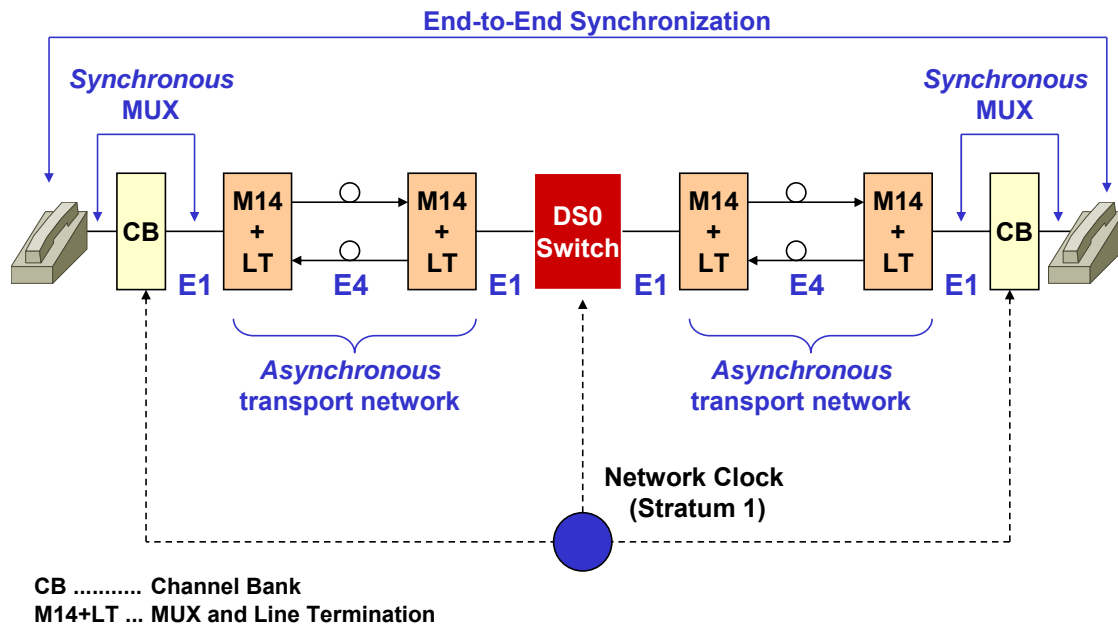 End-to-End Synchronization
Synchronous
MUX
Synchronous
MUX
CB
M14
+
LT
M14
+
LT
DS0
Switch
M14
+
LT
M14
+
LT
CB
E1
E4
E1
E1
E4
E1
Asynchronous
transport network
Asynchronous
transport network
Network Clock
(Stratum 1)
CB ........... Channel Bank
M14+LT ... MUX and Line Termination